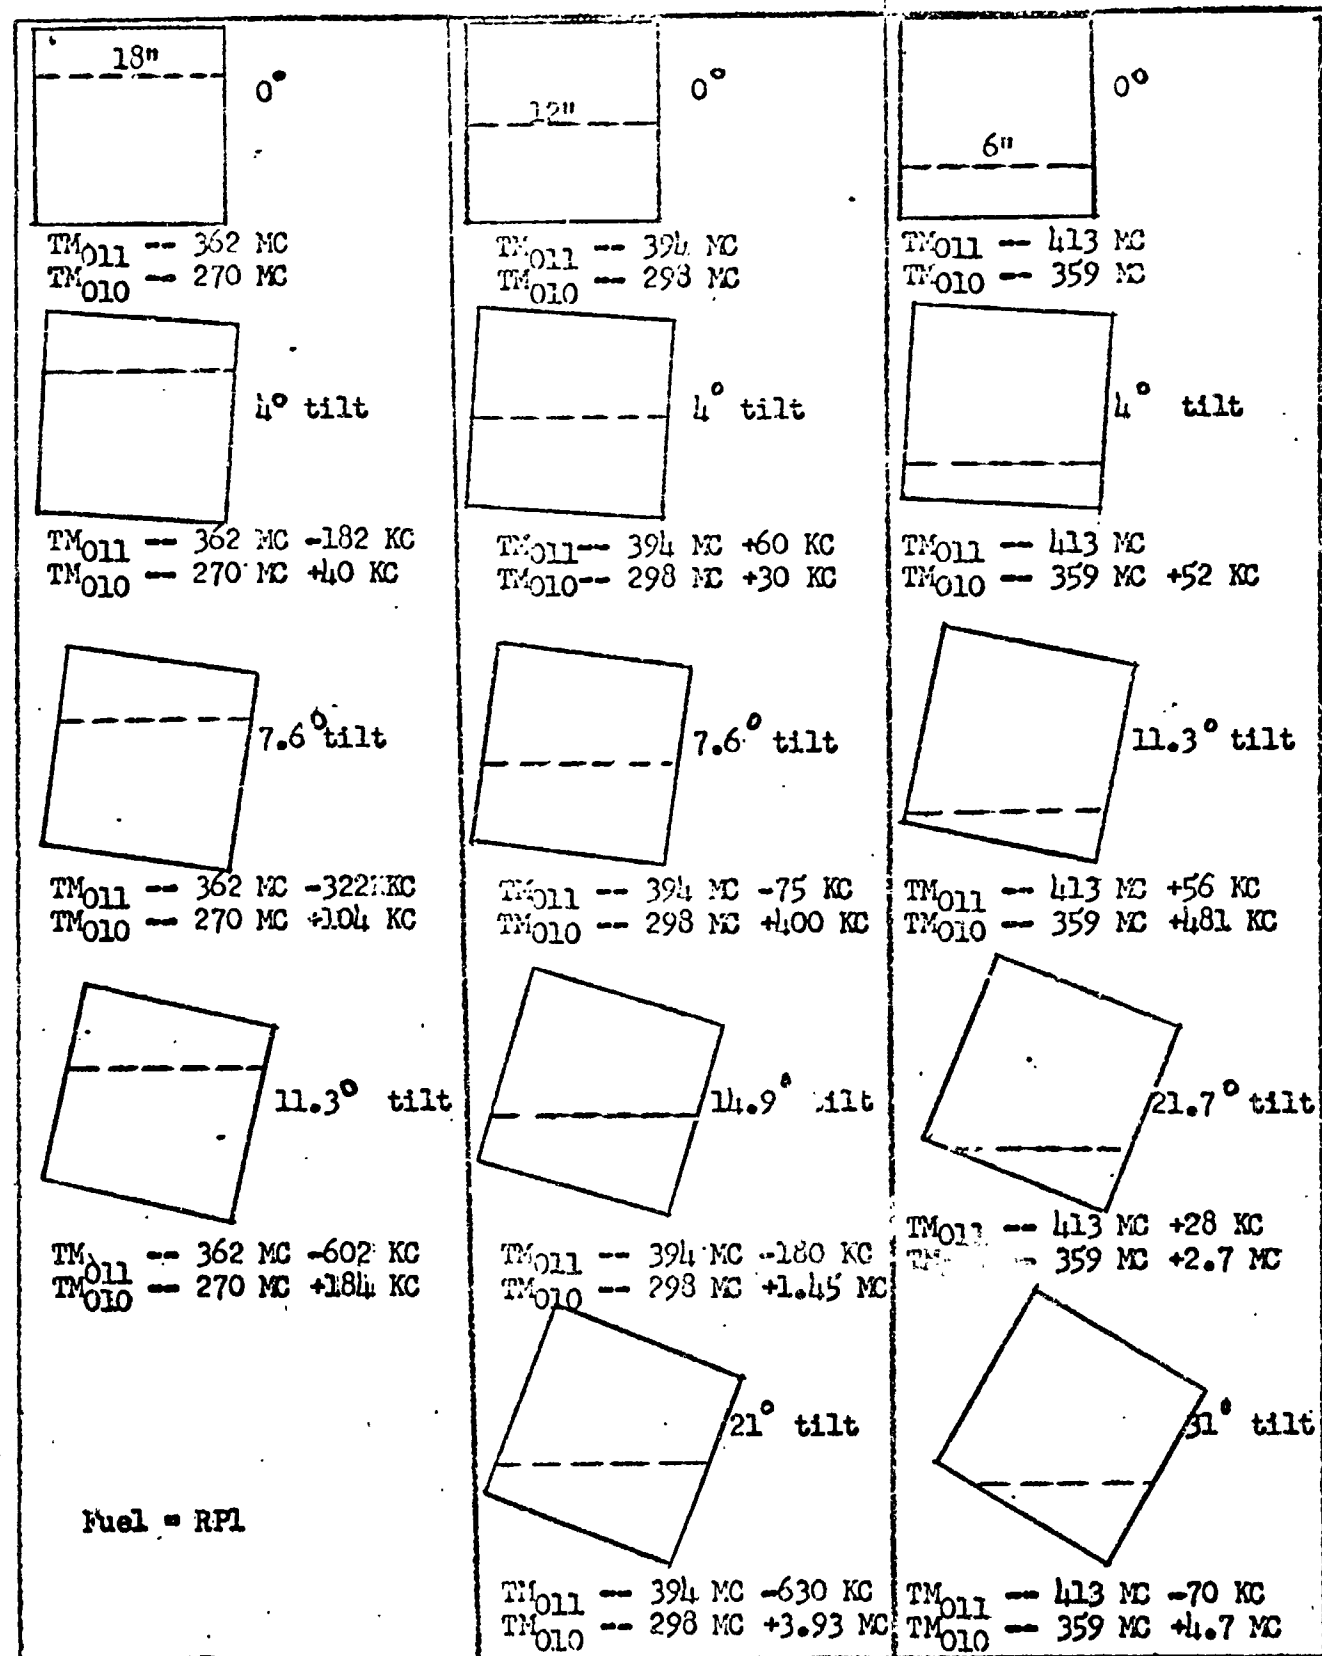 18"
0°
TM011 -- 362 MC
TM010 -- 270 MC
4° tilt
TM011 -- 362 MC -182 KC
TM010 -- 270 MC +40 KC
7.6° tilt
TM011 -- 362 MC -322 KC
TM010 -- 270 MC +104 KC
11.3° tilt
TM011 -- 362 MC -602 KC
TM010 -- 270 MC +184 KC
Fuel = RP1
12"
0°
TM011 -- 394 MC
TM010 -- 298 MC
4° tilt
TM011 -- 394 MC +60 KC
TM010 -- 298 MC +30 KC
7.6° tilt
TM011 -- 394 MC -75 KC
TM010 -- 298 MC +400 KC
14.9° tilt
TM011 -- 394 MC -180 KC
TM010 -- 298 MC +1.45 MC
21° tilt
TM011 -- 394 MC -630 KC
TM010 -- 298 MC +3.93 MC
6"
0°
TM011 -- 413 MC
TM010 -- 359 MC
4° tilt
TM011 -- 413 MC
TM010 -- 359 MC +52 KC
11.3° tilt
TM011 -- 413 MC +56 KC
TM010 -- 359 MC +481 KC
21.7° tilt
TM011 -- 413 MC +28 KC
-- 359 MC +2.7 MC
31° tilt
TM011 -- 413 MC -70 KC
TM010 -- 359 MC +4.7 MC